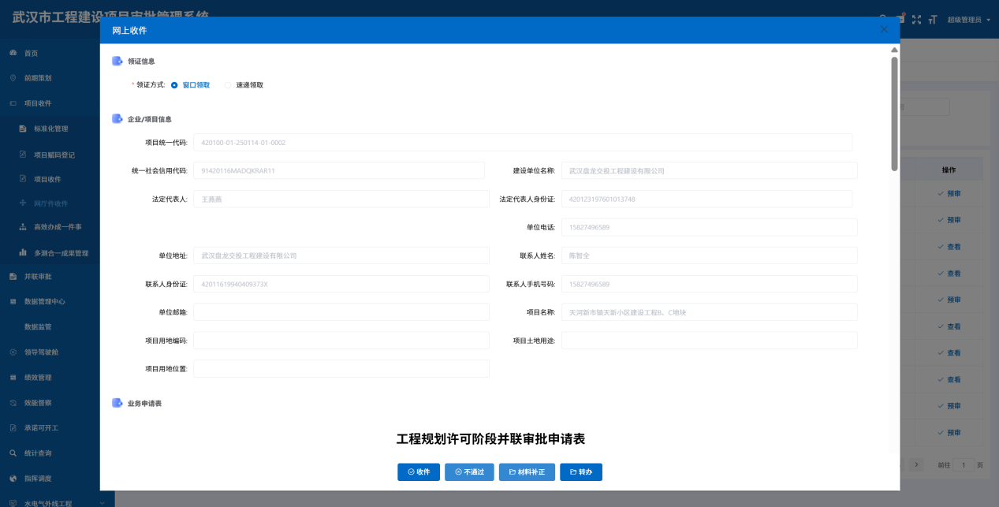 武汉市工程建设项目审批管理系统
超级管理员
网上收件
首页
前期策划
项目收件
标准化管理
项目赋码登记
项目收件
网厅件收件
高效办成一件事
多测合一成果管理
并联审批
数据管理中心
数据监管
领导驾驶舱
绩效管理
效能督察
承诺可开工
统计查询
指挥调度
水电气外线工程
领证信息
* 领证方式: 窗口领取 速递领取
企业/项目信息
项目统一代码: 420100-01-250114-01-0002
统一社会信用代码: 91420116MADQKRAR11 建设单位名称: 武汉盘龙交投工程建设有限公司
法定代表人: 王燕燕 法定代表人身份证: 420123197601013748
单位电话: 15827496589
单位地址: 武汉盘龙交投工程建设有限公司 联系人姓名: 陈智全
联系人身份证: 42011619940409373X 联系人手机号码: 15827496589
单位邮箱: 项目名称: 天河新市镇天新小区建设工程B、C地块
项目用地编码: 项目土地用途:
项目用地位置:
业务申请表
工程规划许可阶段并联审批申请表
收件 不通过 材料补正 转办
操作
预审
预审
查看
查看
预审
查看
查看
查看
预审
预审
前往 1 页